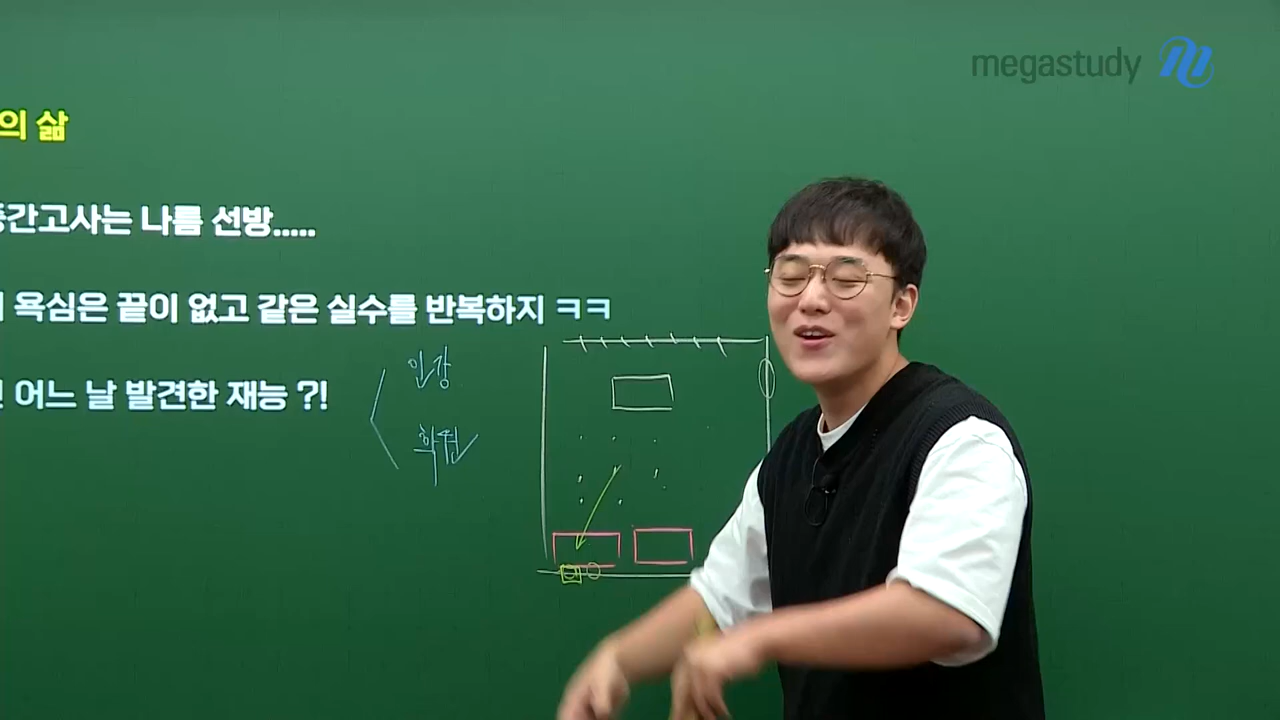 megastudy
의 삶
중간고사는 나름 선방.....
욕심은 끝이 없고 같은 실수를 반복하지 ㅋㅋ
어느 날 발견한 재능 ?!
인강
학원